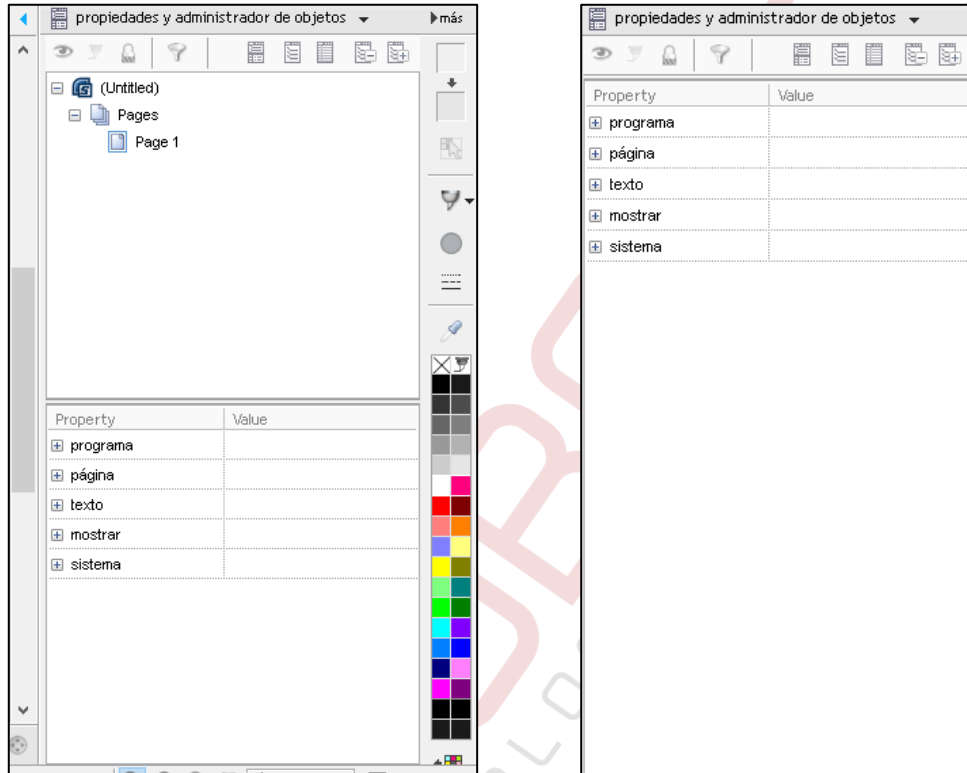 propiedades y administrador de objetos
más
(Untitled)
Pages
Page 1
Property Value
programa
página
texto
mostrar
sistema
propiedades y administrador de objetos
Property Value
programa
página
texto
mostrar
sistema